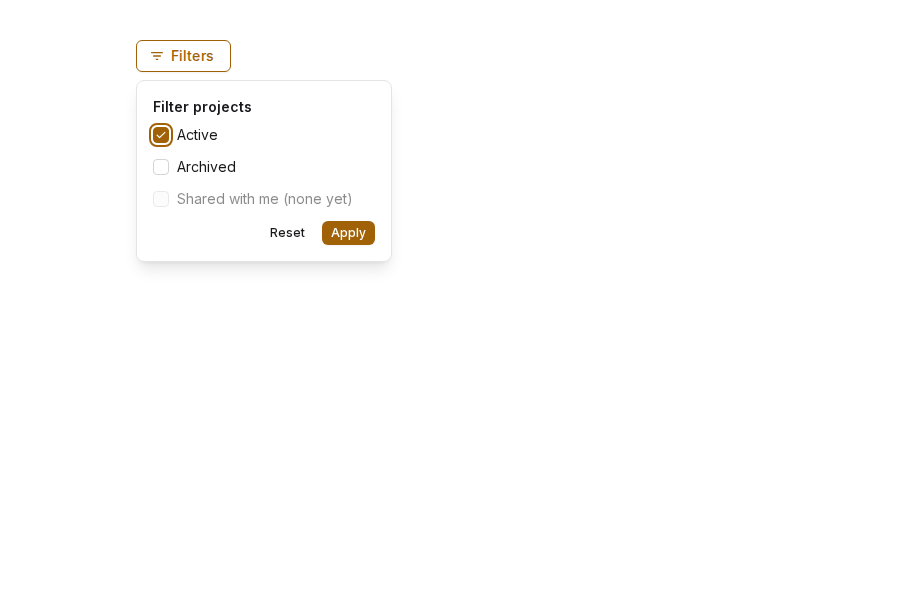 Filters
Filter projects
Active
Archived
Shared with me (none yet)
Reset Apply